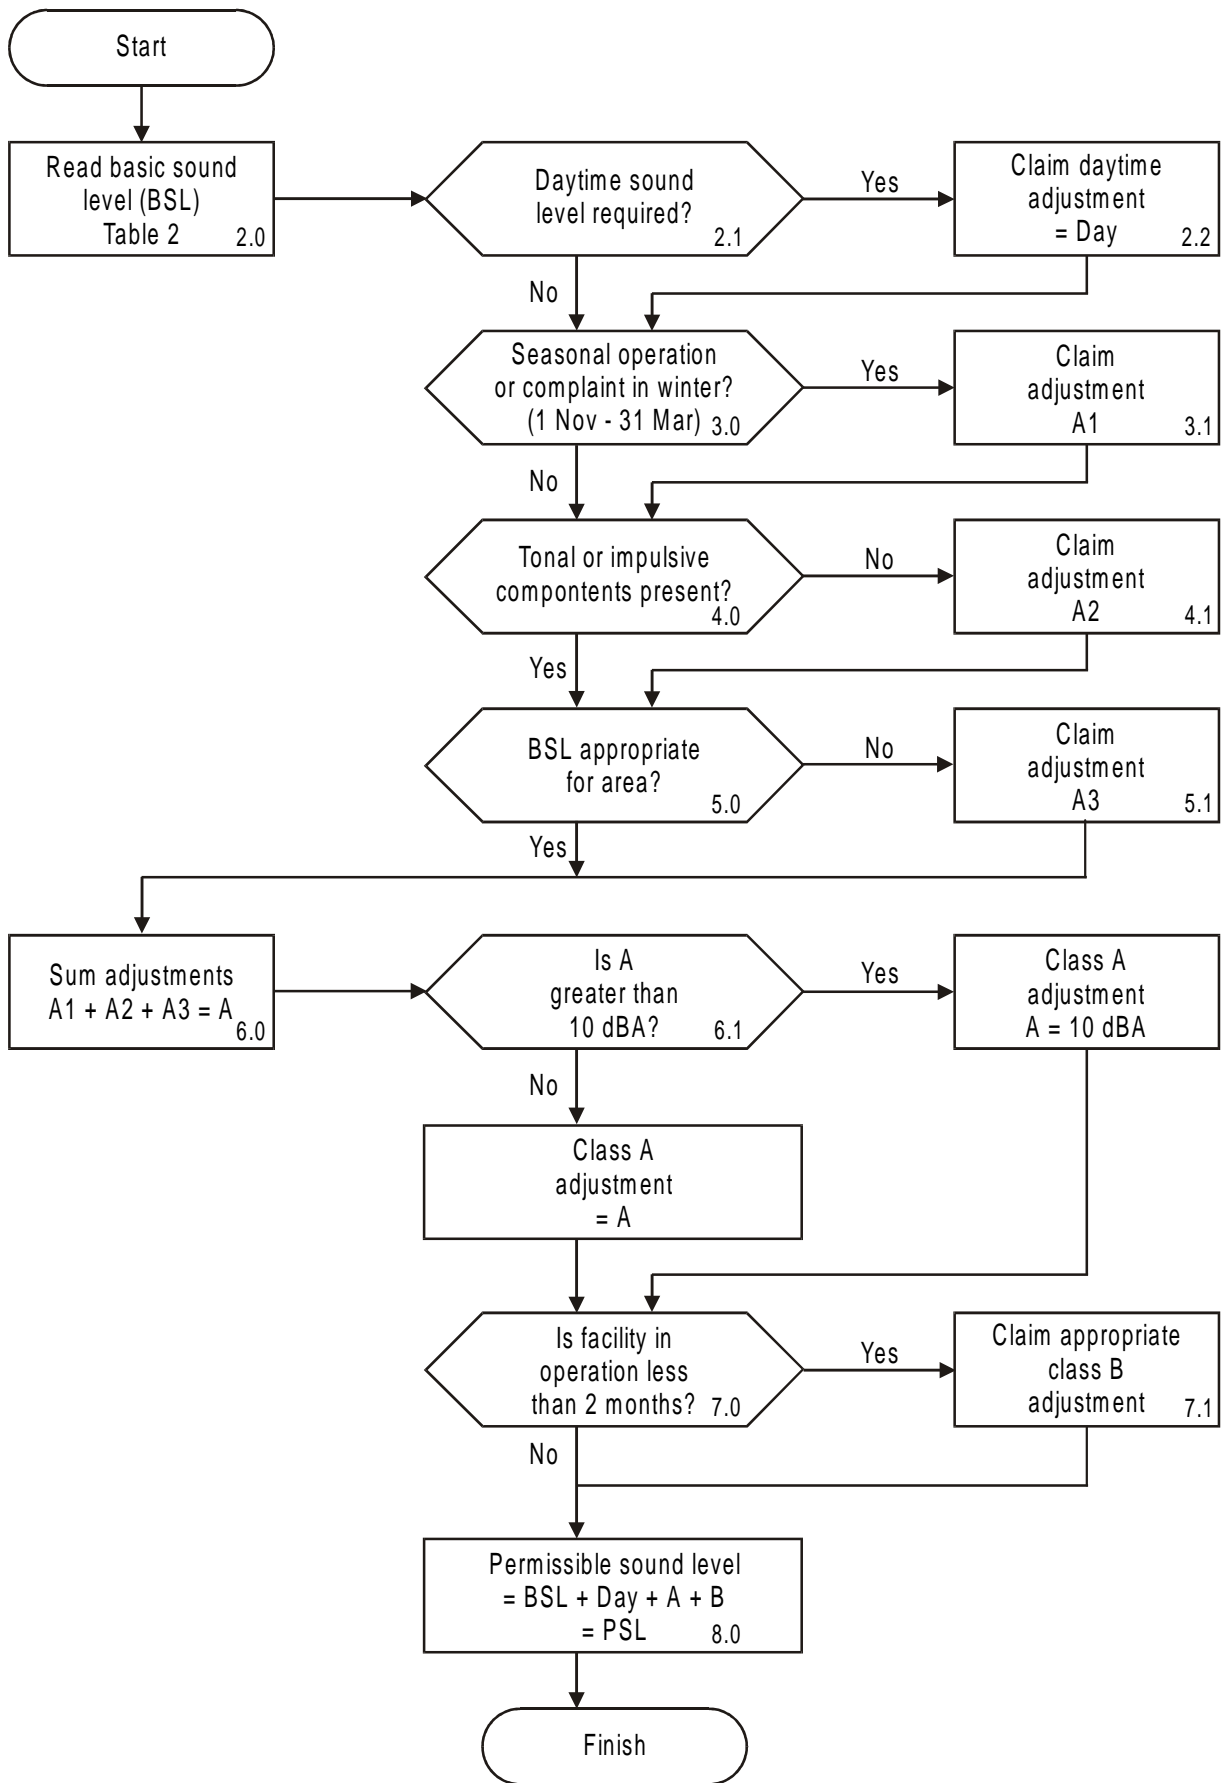 Start
Read basic sound
level (BSL)
Table 2
2.0
Daytime sound
level required?
2.1
Yes
Claim daytime
adjustment
= Day
2.2
No
Seasonal operation
or complaint in winter?
(1 Nov - 31 Mar)
3.0
Yes
Claim
adjustment
A1
3.1
No
Tonal or impulsive
compontents present?
4.0
No
Claim
adjustment
A2
4.1
Yes
BSL appropriate
for area?
5.0
No
Claim
adjustment
A3
5.1
Yes
Sum adjustments
A1 + A2 + A3 = A
6.0
Is A
greater than
10 dBA?
6.1
Yes
Class A
adjustment
A = 10 dBA
No
Class A
adjustment
= A
Is facility in
operation less
than 2 months?
7.0
Yes
Claim appropriate
class B
adjustment
7.1
No
Permissible sound level
= BSL + Day + A + B
= PSL
8.0
Finish